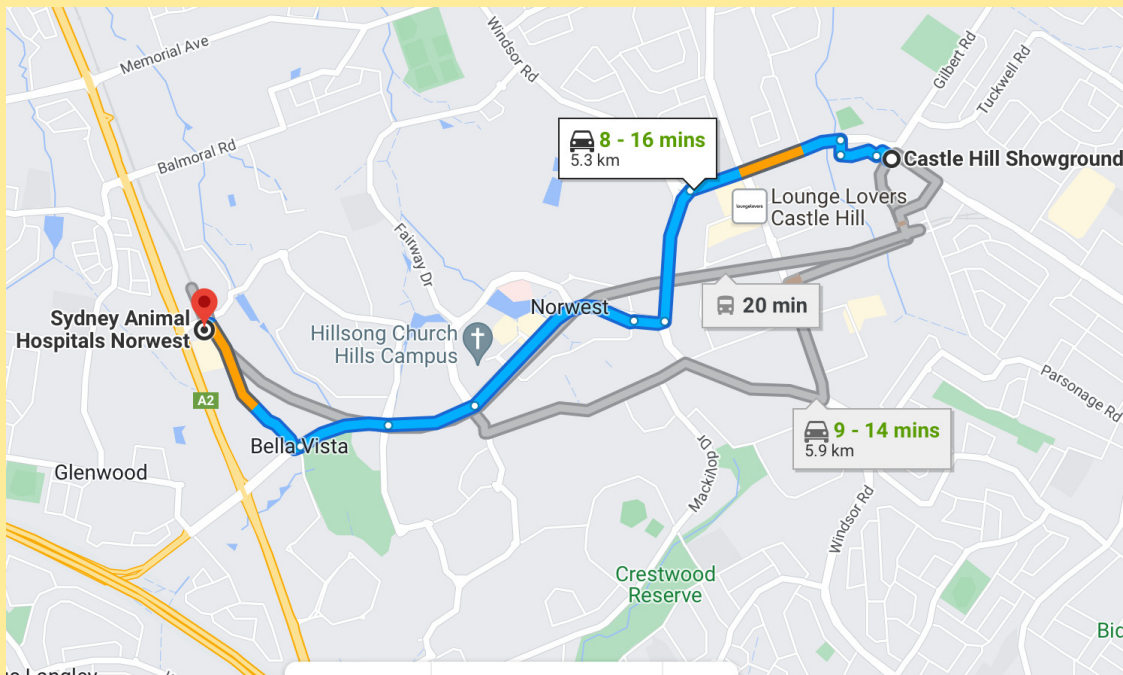 Memorial Ave
Windsor Rd
Gilbert Rd
Tuckwell Rd
Balmoral Rd
8 - 16 mins
5.3 km
Castle Hill Showground
Lounge Lovers
Castle Hill
loungelovers
Fairway Dr
Sydney Animal
Hospitals Norwest
Norwest
20 min
Hillsong Church
Hills Campus
A2
Parsonage Rd
9 - 14 mins
5.9 km
Bella Vista
Glenwood
Mackillop Dr
Windsor Rd
Crestwood
Reserve